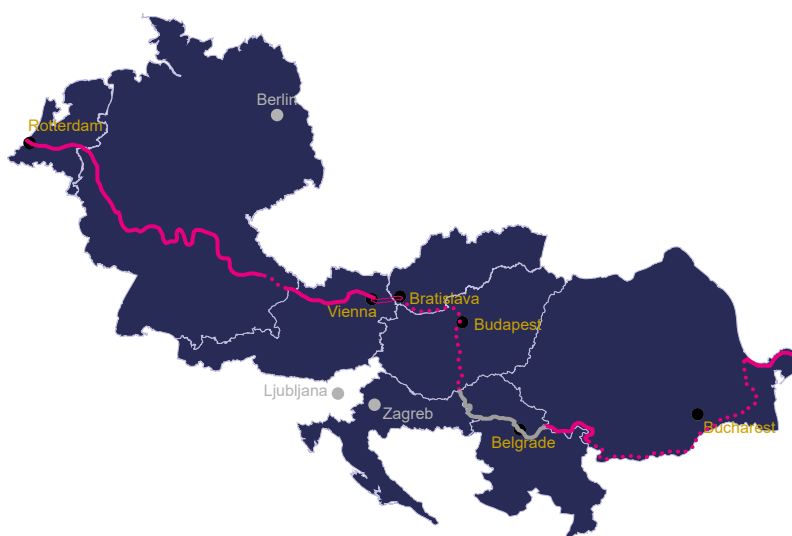 Berlin
Rotterdam
Bratislava
Vienna
Budapest
Ljubljana
Zagreb
Bucharest
Belgrade